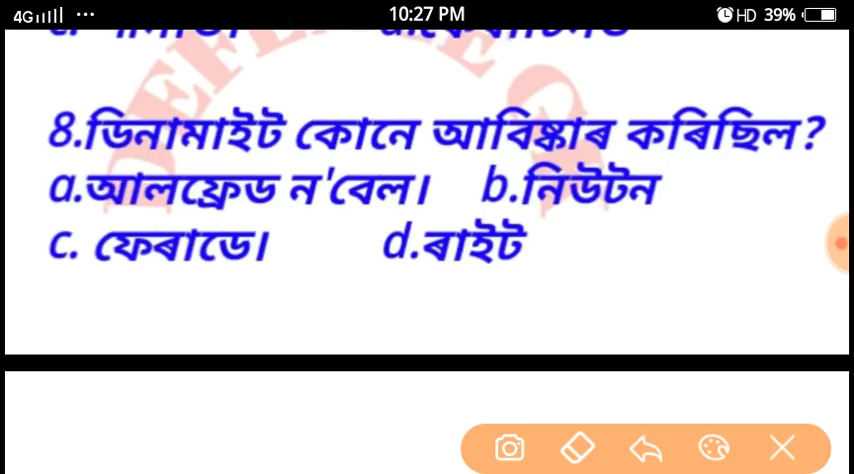 4G 10:27 PM HD 39%
8.ডিনামাইট কোনে আৱিষ্কাৰ কৰিছিল?
a.আলফ্ৰেড ন'বেল। b.নিউটন
c. ফেৰাডে। d.ৰাইট